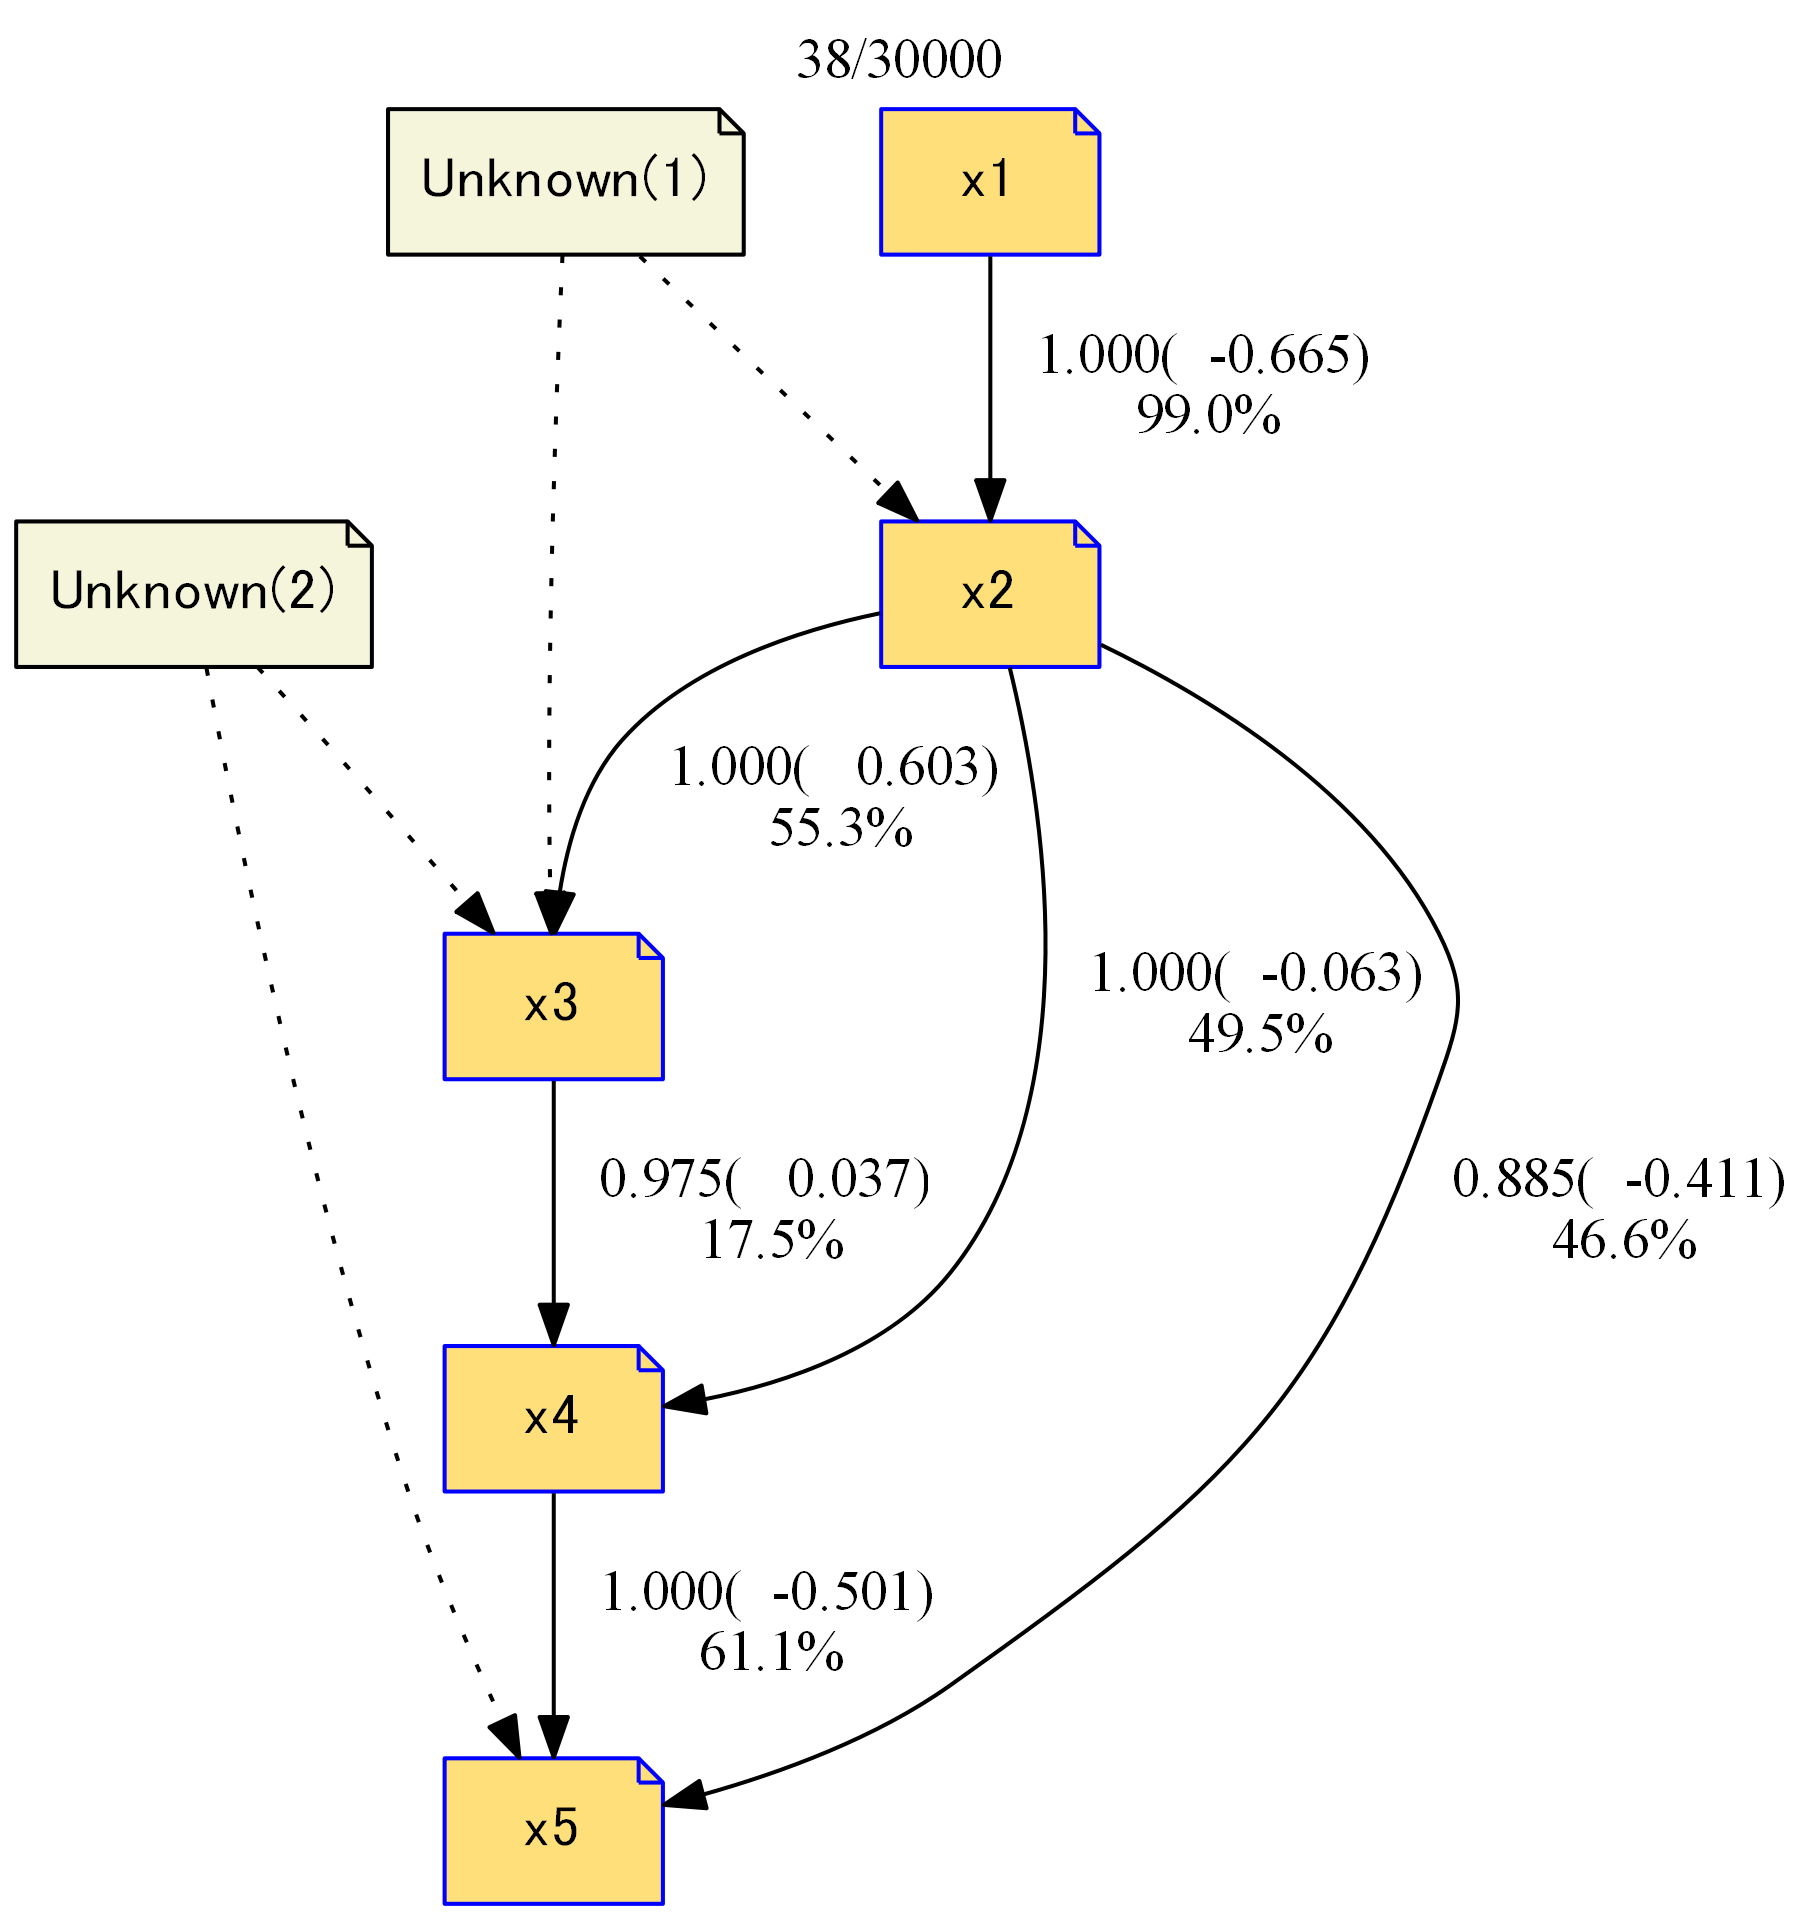 38/30000
Unknown(1)
x1
1.000(  -0.665)
99.0%
Unknown(2)
x2
1.000(   0.603)
55.3%
x3
1.000(  -0.063)
49.5%
0.975(   0.037)
17.5%
0.885(  -0.411)
46.6%
x4
1.000(  -0.501)
61.1%
x5